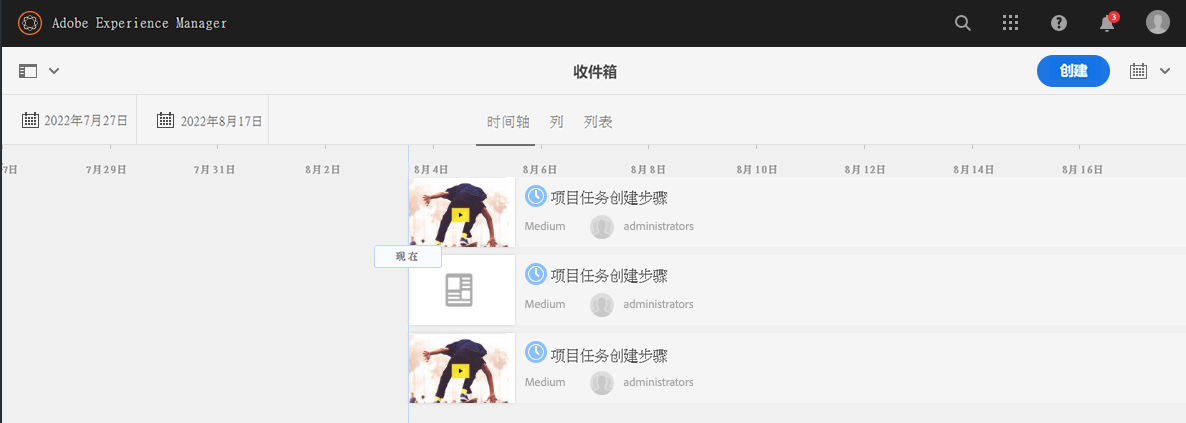 Adobe Experience Manager
3
收件箱
创建
2022年7月27日
2022年8月17日
时间轴 列 列表
7日 7月29日 7月31日 8月2日 8月4日 8月6日 8月8日 8月10日 8月12日 8月14日 8月16日
项目任务创建步骤
Medium administrators
现在
项目任务创建步骤
Medium administrators
项目任务创建步骤
Medium administrators